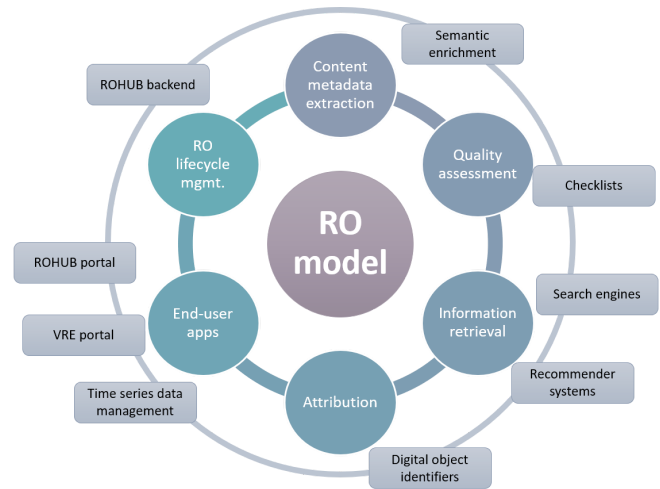 Semantic
enrichment
Content
metadata
extraction
ROHUB backend
RO
lifecycle
mgmt.
Quality
assessment
Checklists
RO
model
ROHUB portal
End-user
apps
Information
retrieval
Search engines
VRE portal
Time series data
management
Attribution
Recommender
systems
Digital object
identifiers